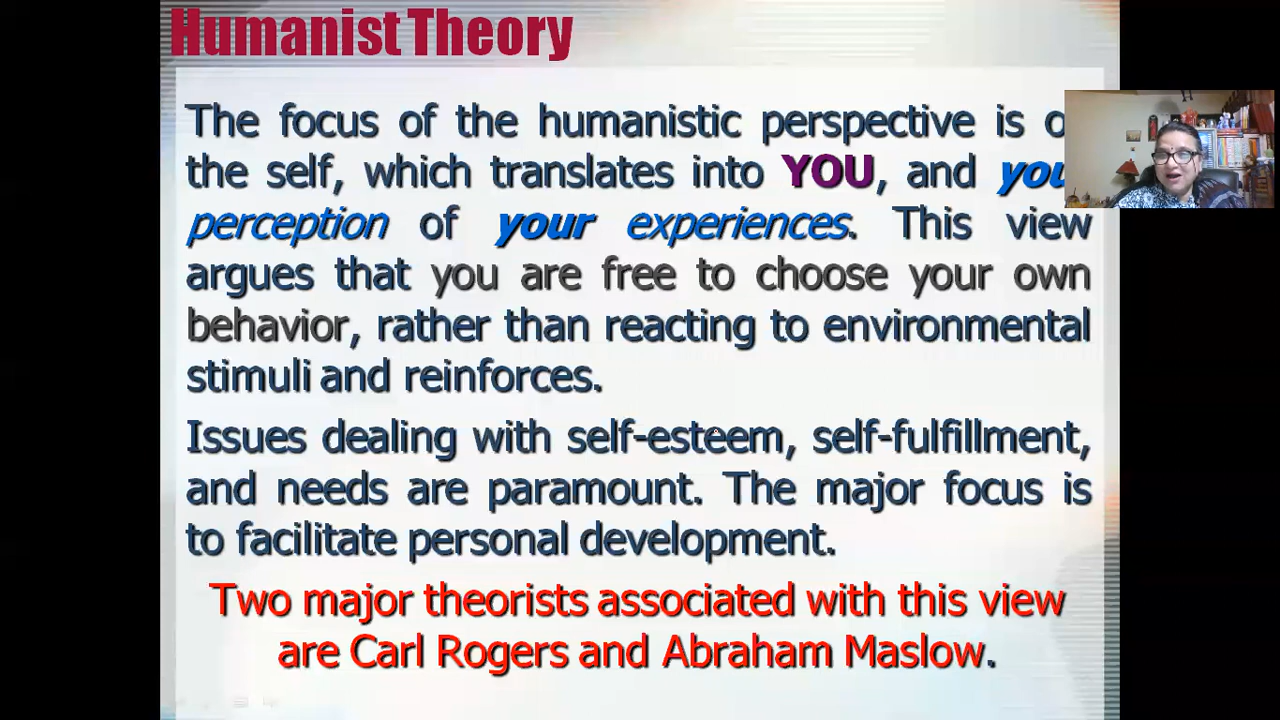 Humanist Theory
The focus of the humanistic perspective is
the self, which translates into YOU, and
perception of your experiences. This view
argues that you are free to choose your own
behavior, rather than reacting to environmental
stimuli and reinforces.
Issues dealing with self-esteem, self-fulfillment,
and needs are paramount. The major focus is
to facilitate personal development.
Two major theorists associated with this view
are Carl Rogers and Abraham Maslow.